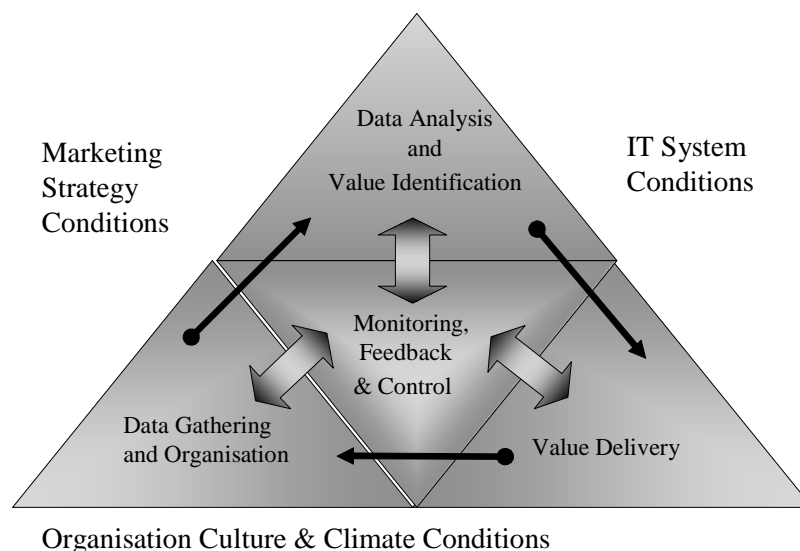 Data Analysis
and
Value Identification
Marketing
Strategy
Conditions
IT System
Conditions
Monitoring,
Feedback
& Control
Data Gathering
and Organisation
Value Delivery
Organisation Culture & Climate Conditions